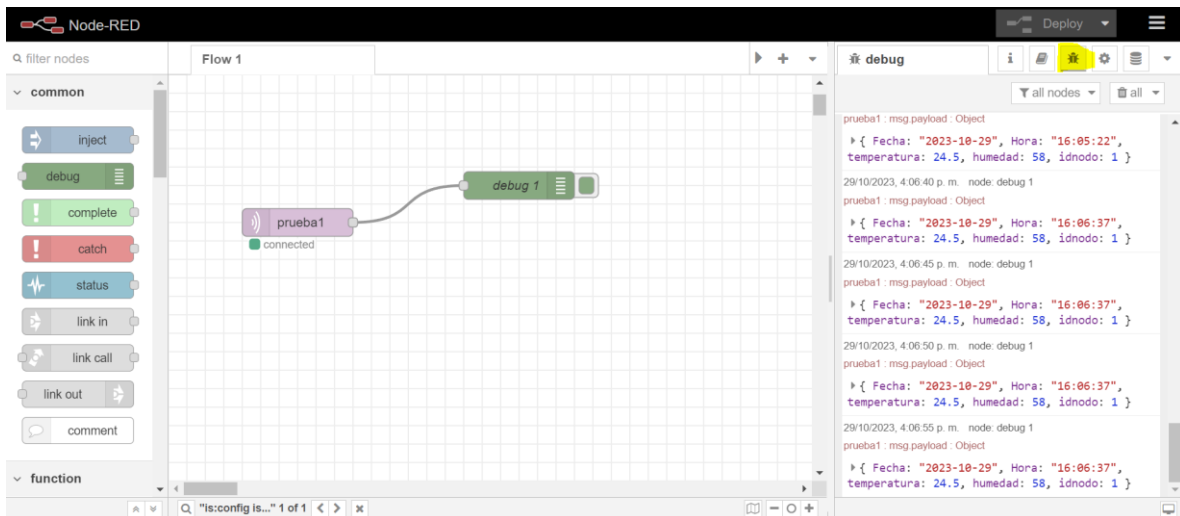 Node-RED
Deploy
filter nodes
Flow 1
debug
common
all nodes
all
inject
debug
complete
catch
status
link in
link call
link out
comment
function
prueba1
connected
debug 1
prueba1 : msg.payload : Object
{ Fecha: "2023-10-29", Hora: "16:05:22",
temperatura: 24.5, humedad: 58, idnodo: 1 }
29/10/2023, 4:06:40 p. m. node: debug 1
prueba1 : msg.payload : Object
{ Fecha: "2023-10-29", Hora: "16:06:37",
temperatura: 24.5, humedad: 58, idnodo: 1 }
29/10/2023, 4:06:45 p. m. node: debug 1
prueba1 : msg.payload : Object
{ Fecha: "2023-10-29", Hora: "16:06:37",
temperatura: 24.5, humedad: 58, idnodo: 1 }
29/10/2023, 4:06:50 p. m. node: debug 1
prueba1 : msg.payload : Object
{ Fecha: "2023-10-29", Hora: "16:06:37",
temperatura: 24.5, humedad: 58, idnodo: 1 }
29/10/2023, 4:06:55 p. m. node: debug 1
prueba1 : msg.payload : Object
{ Fecha: "2023-10-29", Hora: "16:06:37",
temperatura: 24.5, humedad: 58, idnodo: 1 }
"is:config is..." 1 of 1